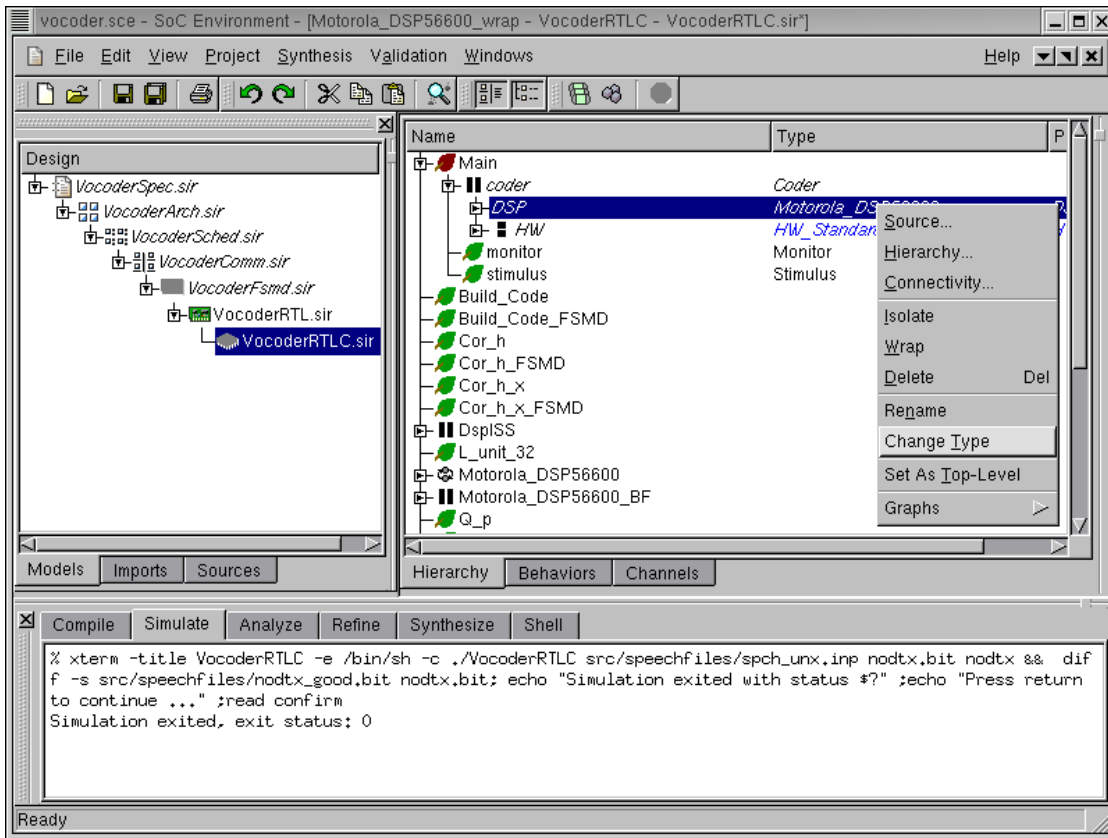 vocoder.sce - SoC Environment - [Motorola_DSP56600_wrap - VocoderRTLC - VocoderRTLC.sir*]
File Edit View Project Synthesis Validation Windows Help
Design
VocoderSpec.sir
VocoderArch.sir
VocoderSched.sir
VocoderComm.sir
VocoderFsmd.sir
VocoderRTL.sir
VocoderRTLC.sir
Models Imports Sources
Name Type P
Main
coder Coder
DSP
HW
monitor Monitor
stimulus Stimulus
Build_Code
Build_Code_FSMD
Cor_h
Cor_h_FSMD
Cor_h_x
Cor_h_x_FSMD
DspISS
L_unit_32
Motorola_DSP56600
Motorola_DSP56600_BF
Q_p
Hierarchy Behaviors Channels
Source...
Hierarchy...
Connectivity...
Isolate
Wrap
Delete Del
Rename
Change Type
Set As Top-Level
Graphs
Compile Simulate Analyze Refine Synthesize Shell
% xterm -title VocoderRTLC -e /bin/sh -c ./VocoderRTLC src/speechfiles/spch_unx.inp nodtx.bit nodtx && dif
f -s src/speechfiles/nodtx_good.bit nodtx.bit; echo "Simulation exited with status $?" ;echo "Press return
to continue ..." ;read confirm
Simulation exited, exit status: 0
Ready